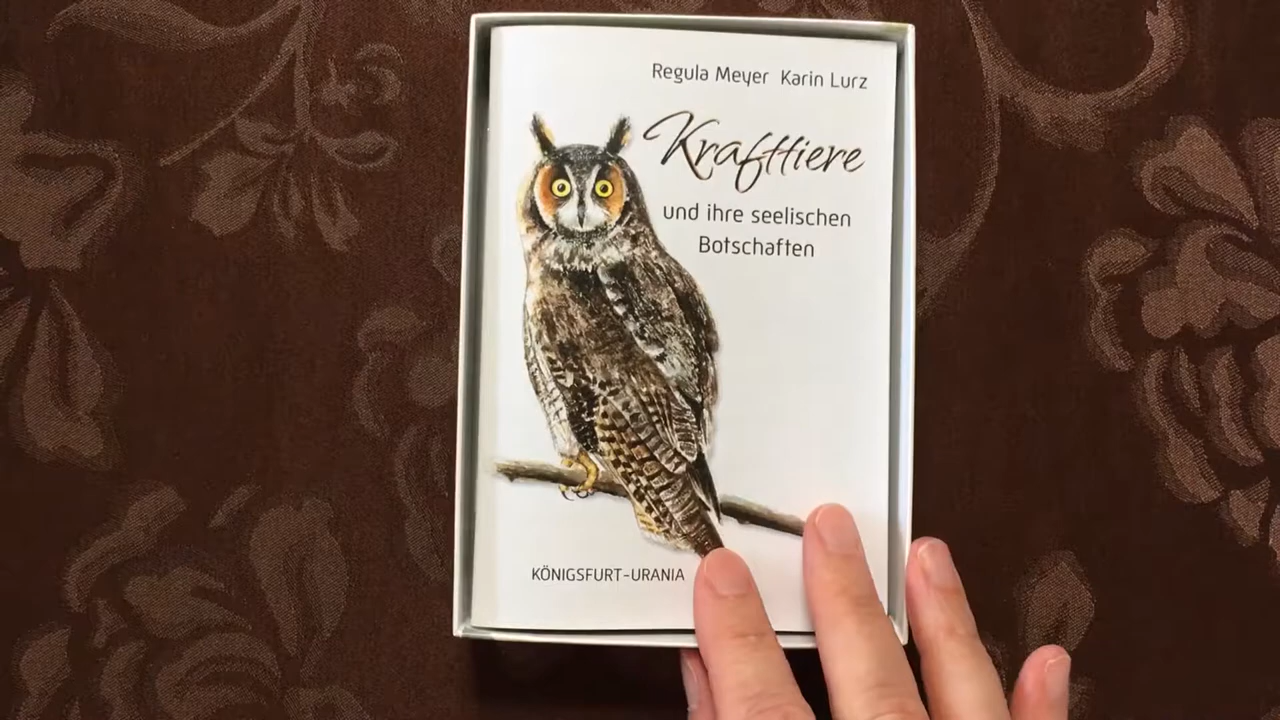 Regula Meyer Karin Lurz
Krafttiere
und ihre seelischen
Botschaften
KÖNIGSFURT-URANIA